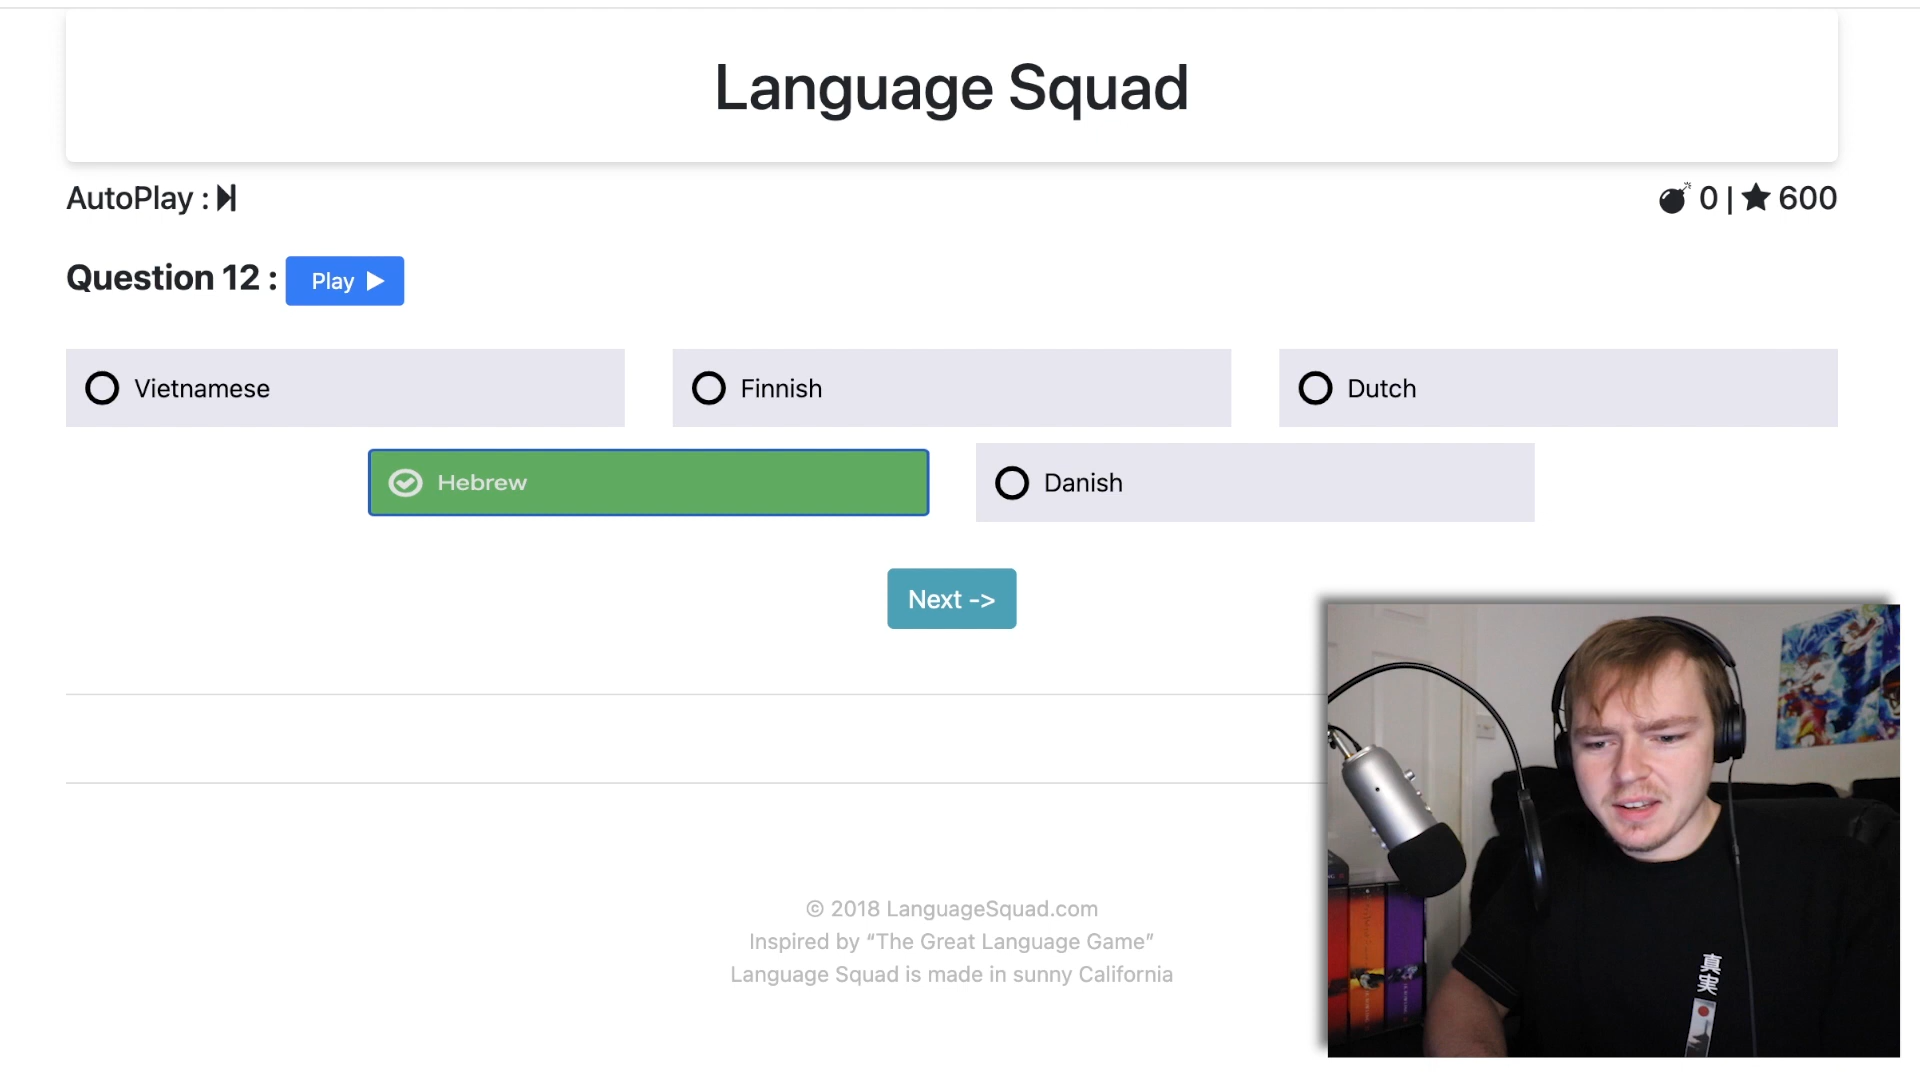 Language Squad
AutoPlay :
0 | 600
Question 12 : Play
Vietnamese
Finnish
Dutch
Hebrew
Danish
Next ->
© 2018 LanguageSquad.com
Inspired by “The Great Language Game”
Language Squad is made in sunny California
真実